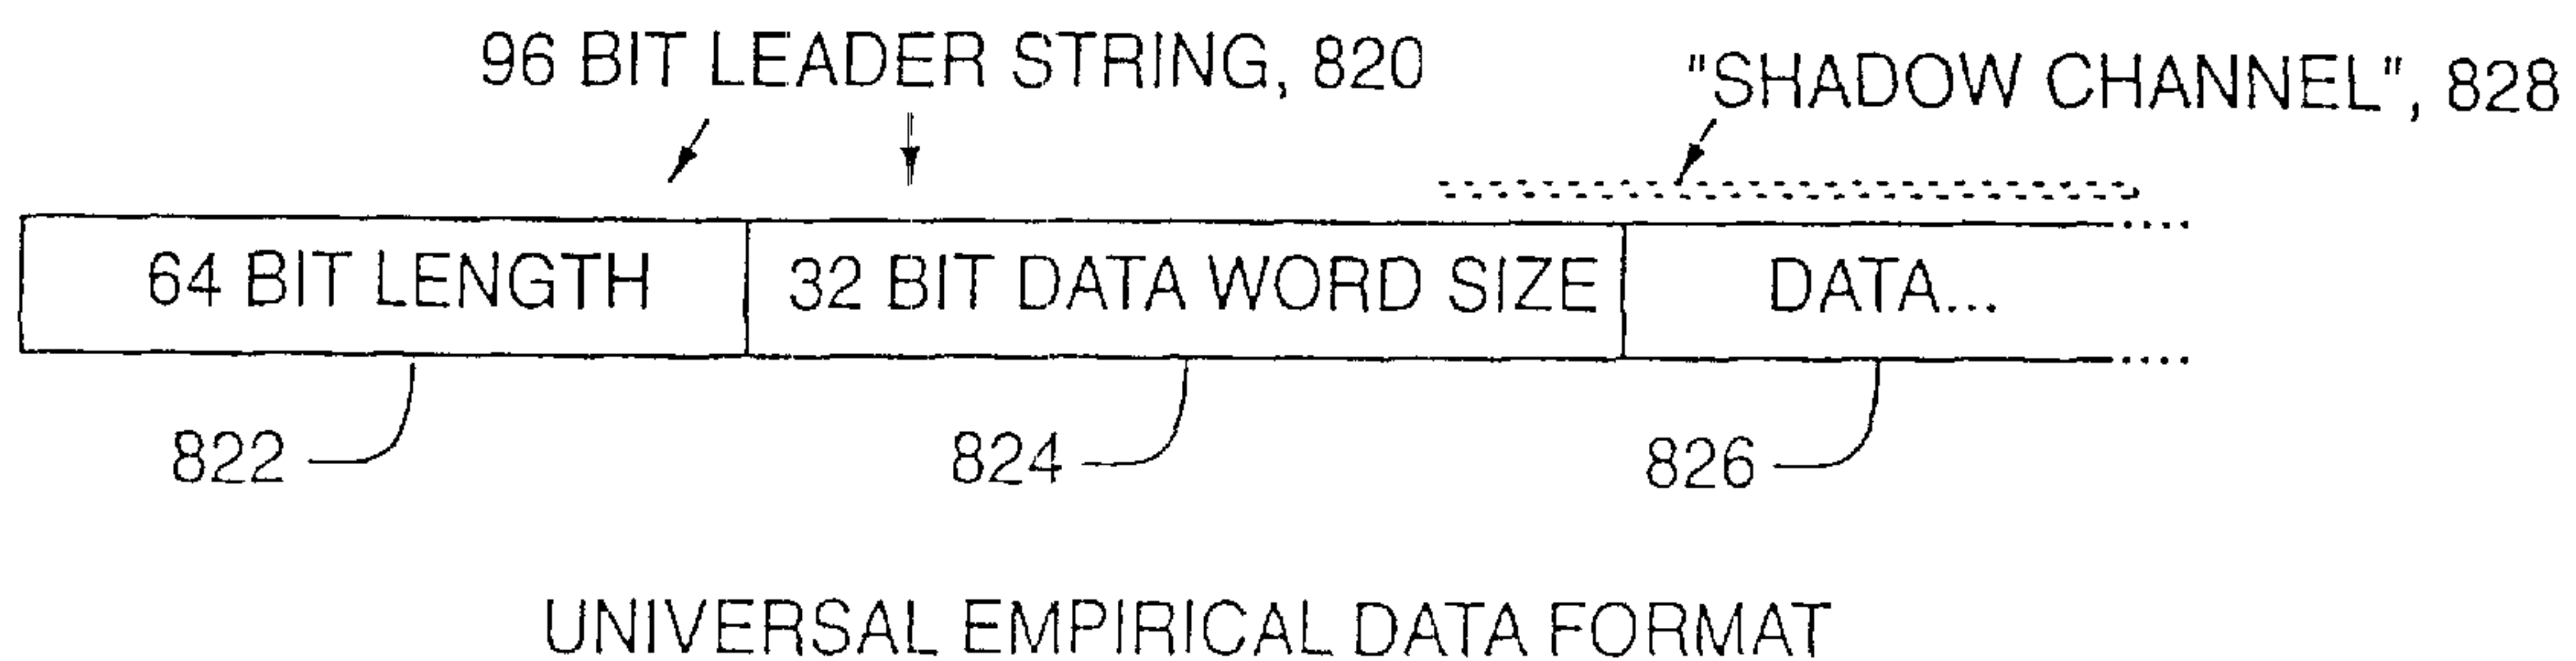 96 BIT LEADER STRING, 820
"SHADOW CHANNEL", 828
64 BIT LENGTH
32 BIT DATA WORD SIZE
DATA...
822
824
826
UNIVERSAL EMPIRICAL DATA FORMAT